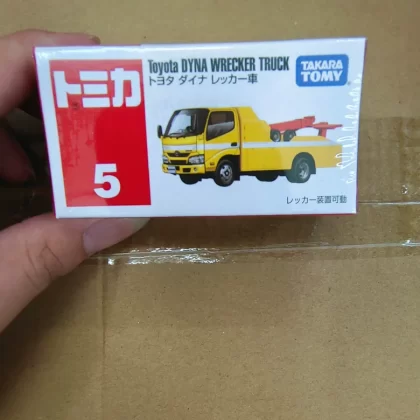 トミカ
5
Toyota DYNA WRECKER TRUCK
トヨタ ダイナ レッカー車
TAKARA
TOMY
レッカー装置可動